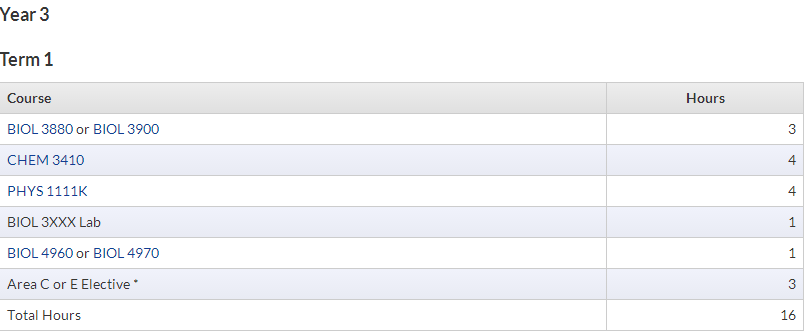 Year 3
Term 1
Course Hours
BIOL 3880 or BIOL 3900 3
CHEM 3410 4
PHYS 1111K 4
BIOL 3XXX Lab 1
BIOL 4960 or BIOL 4970 1
Area C or E Elective * 3
Total Hours 16